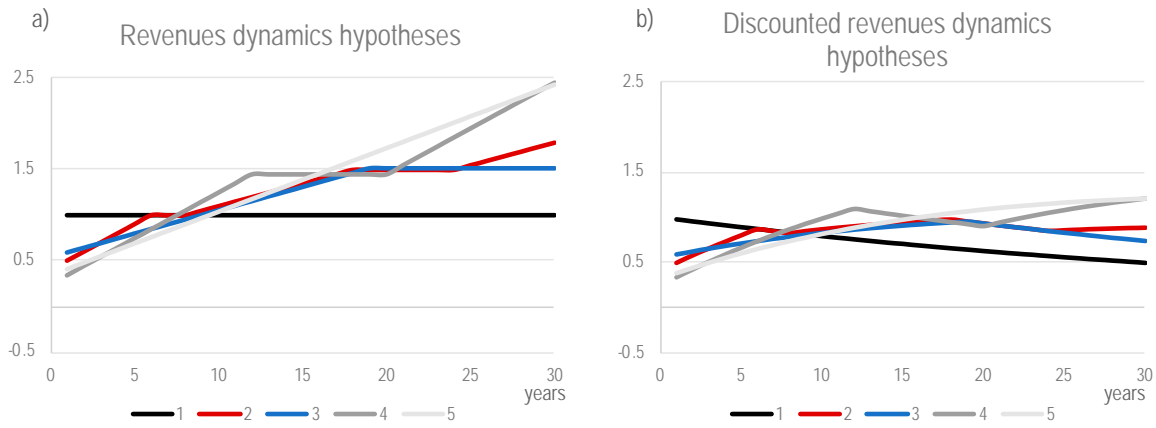 a)
Revenues dynamics hypotheses
2.5
1.5
0.5
-0.5
0 5 10 15 20 25 30
years
1 2 3 4 5
b)
Discounted revenues dynamics
hypotheses
2.5
1.5
0.5
-0.5
0 5 10 15 20 25 30
years
1 2 3 4 5